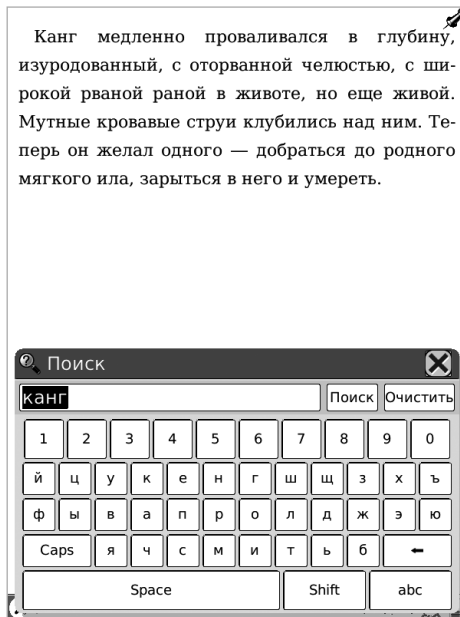 Канг медленно проваливался в глубину,
изуродованный, с оторванной челюстью, с ши-
рокой рваной раной в животе, но еще живой.
Мутные кровавые струи клубились над ним. Те-
перь он желал одного — добраться до родного
мягкого ила, зарыться в него и умереть.
Поиск
канг Поиск Очистить
1 2 3 4 5 6 7 8 9 0
й ц у к е н г ш щ з х ъ
ф ы в а п р о л д ж э ю
Caps я ч с м и т ь б ←
Space Shift abc